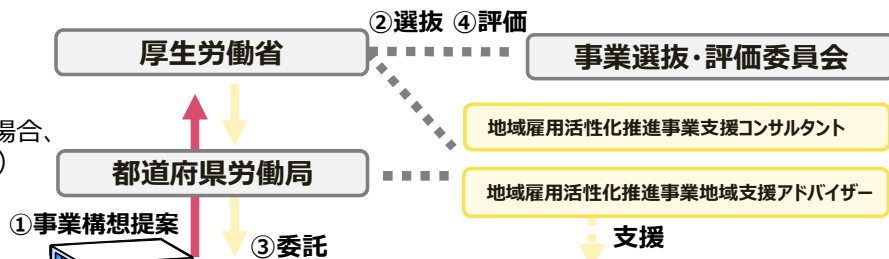 ②選抜 ④評価
厚生労働省
事業選抜・評価委員会
場合、
）
地域雇用活性化推進事業支援コンサルタント
都道府県労働局
地域雇用活性化推進事業地域支援アドバイザー
①事業構想提案
③委託
支援